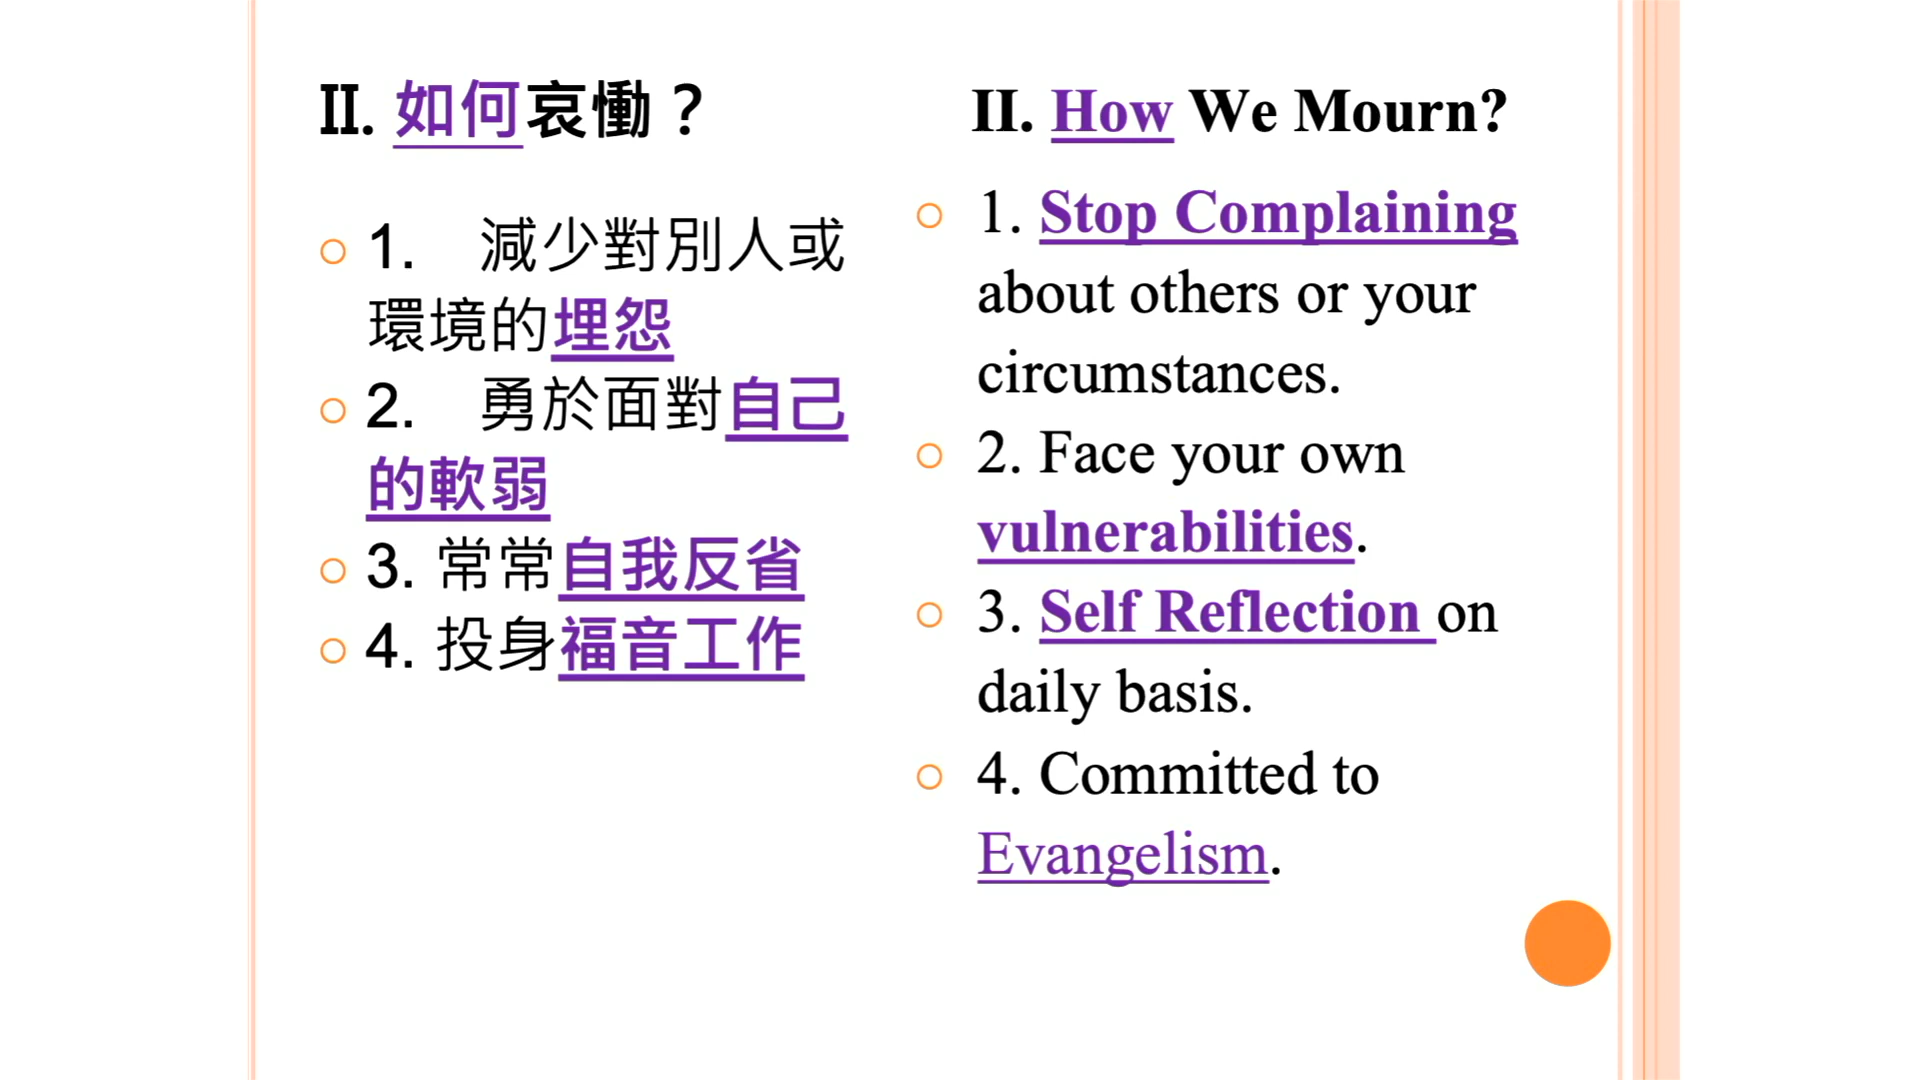 II. 如何哀慟？
1. 減少對別人或
環境的埋怨
2. 勇於面對自己
的軟弱
3. 常常自我反省
4. 投身福音工作
II. How We Mourn?
1. Stop Complaining
about others or your
circumstances.
2. Face your own
vulnerabilities.
3. Self Reflection on
daily basis.
4. Committed to
Evangelism.